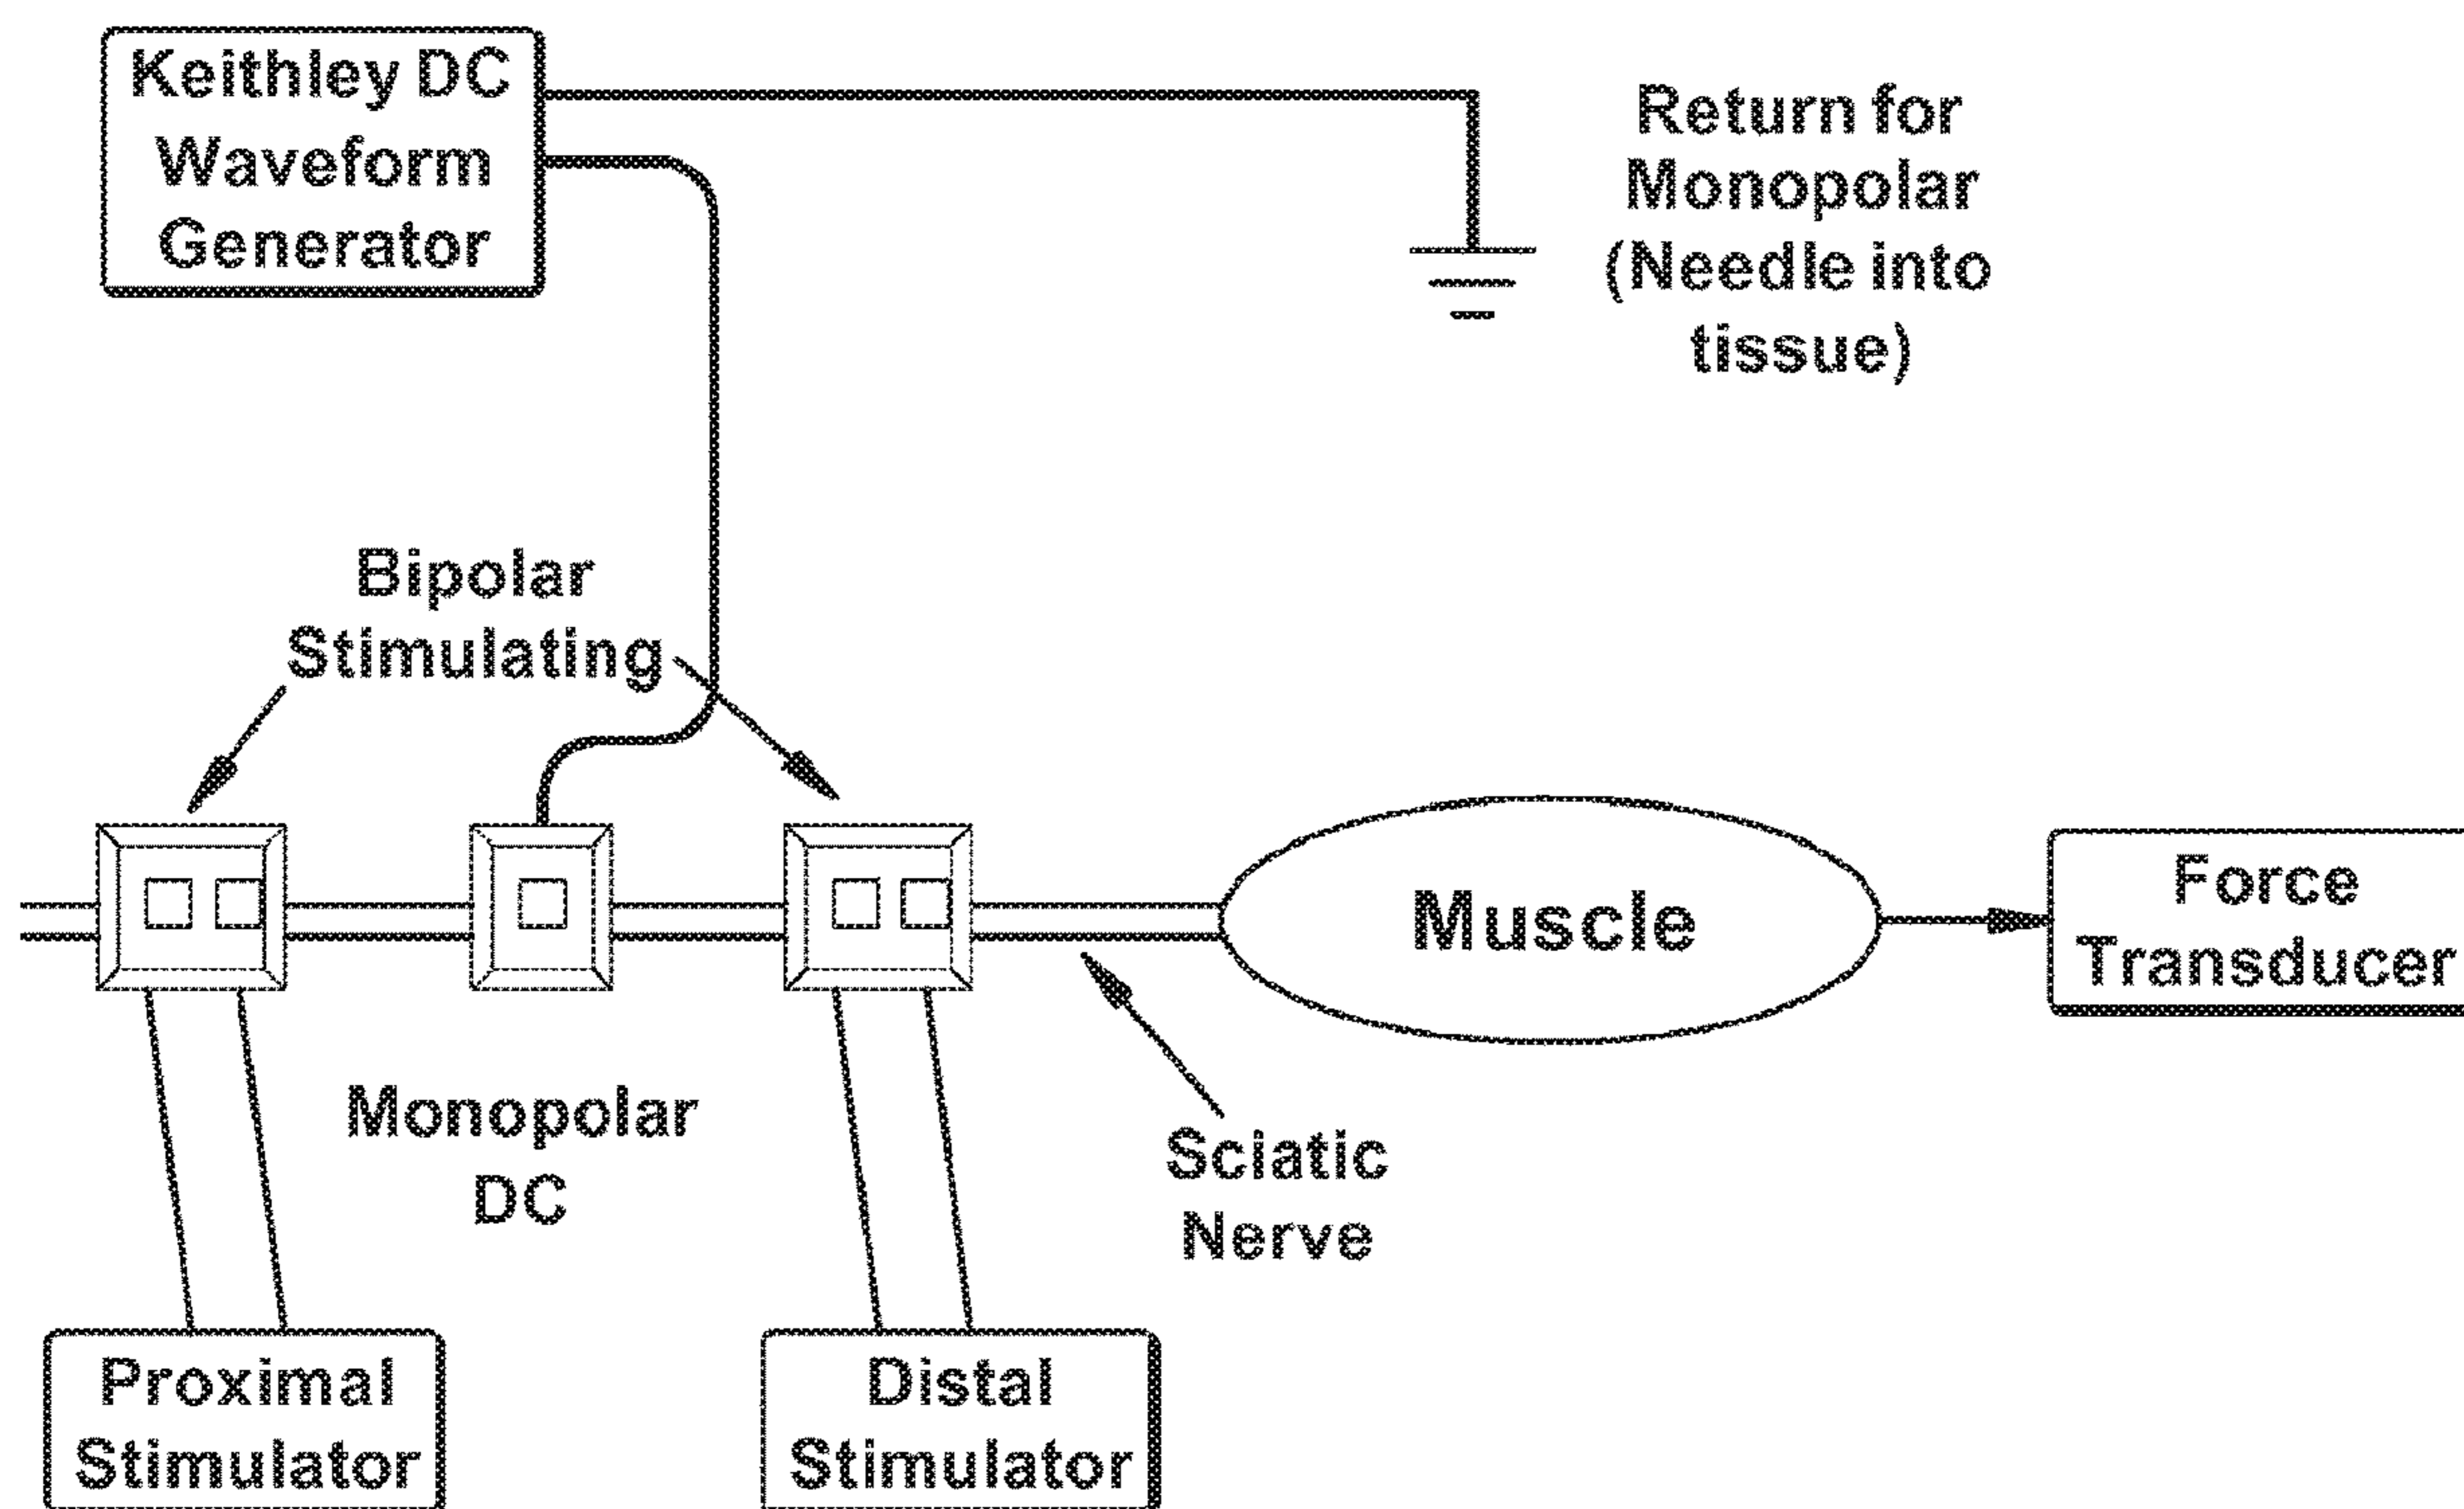 Keithley DC
Waveform
Generator
Return for
Monopolar
(Needle into
tissue)
Bipolar
Stimulating
Muscle
Force
Transducer
Monopolar
DC
Sciatic
Nerve
Proximal
Stimulator
Distal
Stimulator